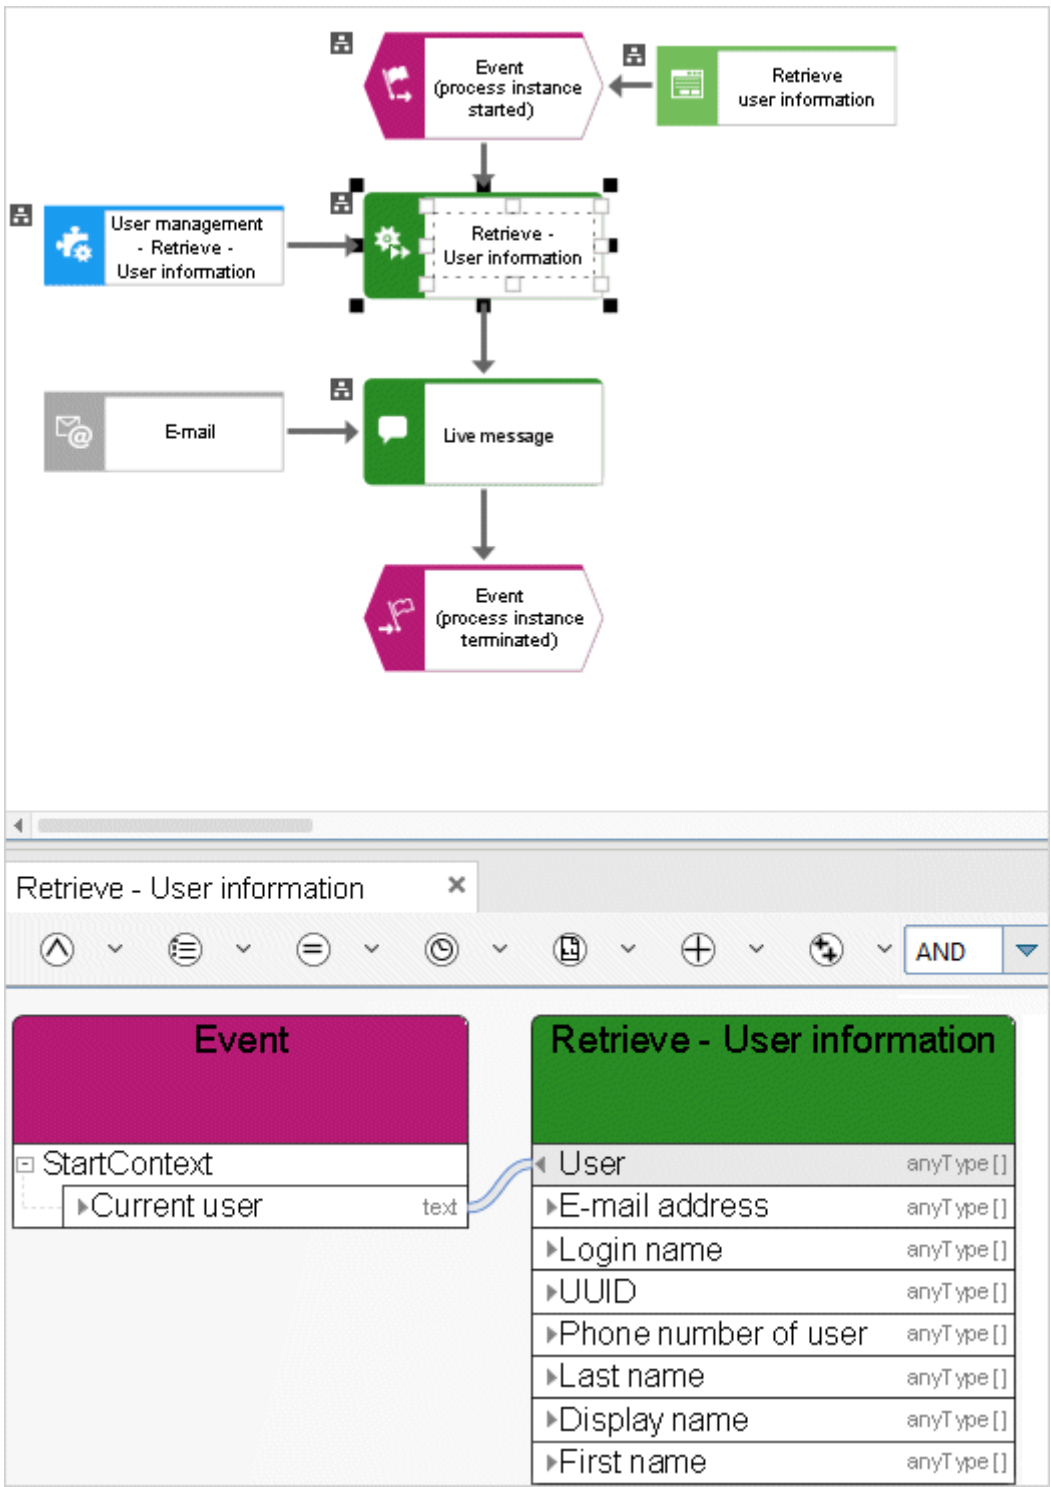 Event
(process instance
started)
Retrieve
user information
User management
- Retrieve -
User information
Retrieve -
User information
E-mail
Live message
Event
(process instance
terminated)
Retrieve - User information
AND
Event
StartContext
Current user text
Retrieve - User information
User anyType[]
E-mail address anyType[]
Login name anyType[]
UUID anyType[]
Phone number of user anyType[]
Last name anyType[]
Display name anyType[]
First name anyType[]